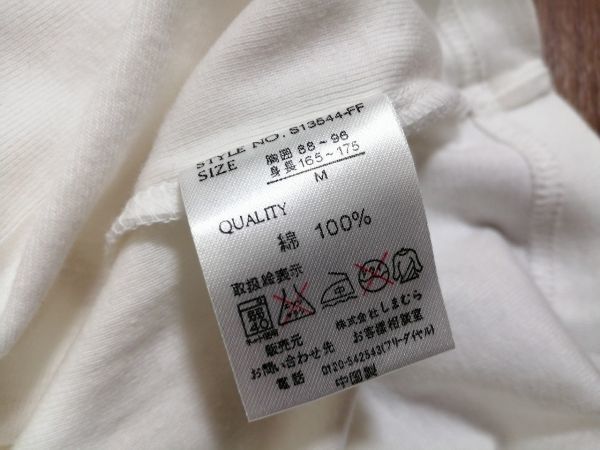 STYLE NO. S13544-FF
SIZE 胸囲 88~96
身長 165~175
M
QUALITY
綿 100%
取扱絵表示
弱 40
販売元 株式会社しまむら
お問い合わせ先 お客様相談室
電話 0120-542543(フリーダイヤル)
中国製